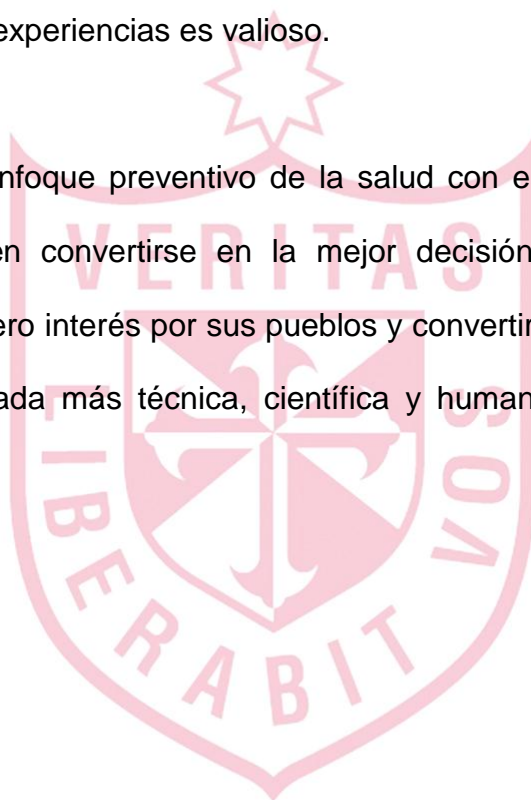 experiencias es valioso.
nfoque preventivo de la salud con e
en convertirse en la mejor decisión
ero interés por sus pueblos y convertir
ada más técnica, científica y human
VERITAS
LIBERABIT
VOS